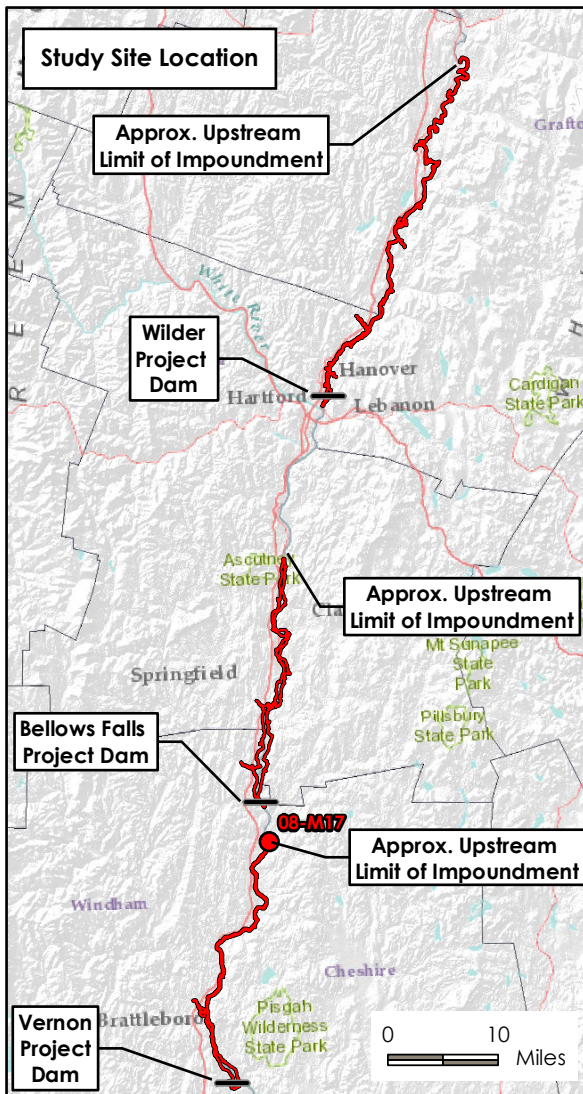 Study Site Location
Approx. Upstream
Limit of Impoundment
Grafto
White River
Wilder
Project
Dam
Hanover
Hartford
Lebanon
Cardigan
State Park
Ascutney
State Park
Approx. Upstream
Limit of Impoundment
Mt Sunapee
State
Park
Springfield
Pillsbury
State Park
Bellows Falls
Project Dam
08-M17
Approx. Upstream
Limit of Impoundment
Windham
Cheshire
Brattleboro
Pisgah
Wilderness
State Park
Vernon
Project
Dam
0 10
Miles